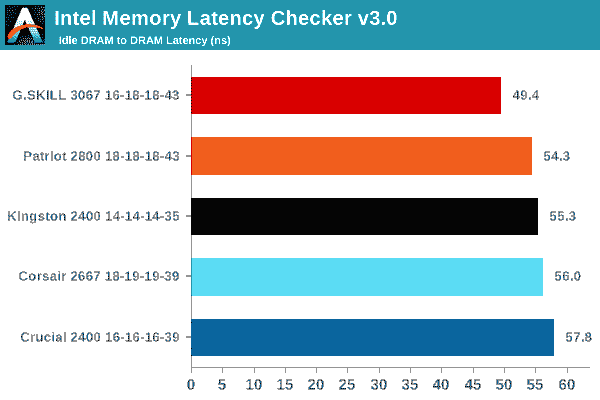 Intel Memory Latency Checker v3.0
Idle DRAM to DRAM Latency (ns)
G.SKILL 3067 16-18-18-43 49.4
Patriot 2800 18-18-18-43 54.3
Kingston 2400 14-14-14-35 55.3
Corsair 2667 18-19-19-39 56.0
Crucial 2400 16-16-16-39 57.8
0 5 10 15 20 25 30 35 40 45 50 55 60